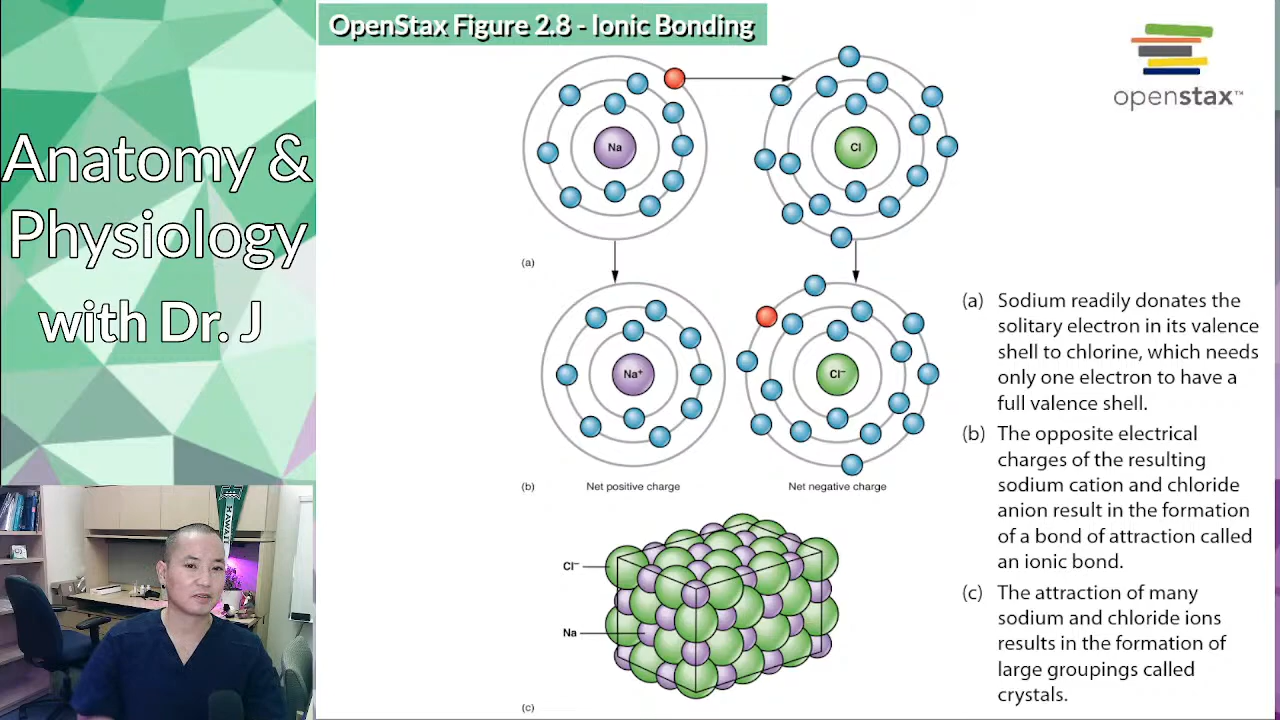 Anatomy &
Physiology
with Dr. J
HAWAII
OpenStax Figure 2.8 - Ionic Bonding
openstax™
Na
Cl
(a)
Na⁺
Cl⁻
(b)
Net positive charge
Net negative charge
Cl⁻
Na
(c)
(a) Sodium readily donates the
solitary electron in its valence
shell to chlorine, which needs
only one electron to have a
full valence shell.
(b) The opposite electrical
charges of the resulting
sodium cation and chloride
anion result in the formation
of a bond of attraction called
an ionic bond.
(c) The attraction of many
sodium and chloride ions
results in the formation of
large groupings called
crystals.